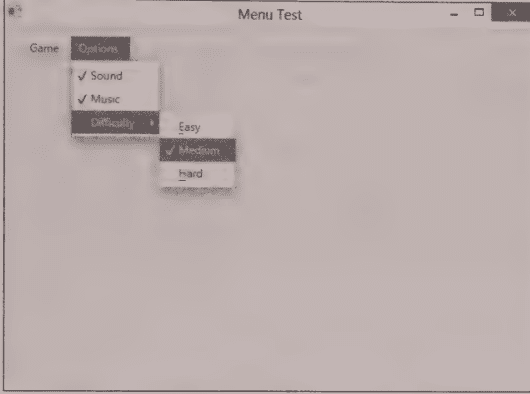 Menu Test
Game Options
✓ Sound
✓ Music
Difficulty
Easy
✓ Medium
Hard